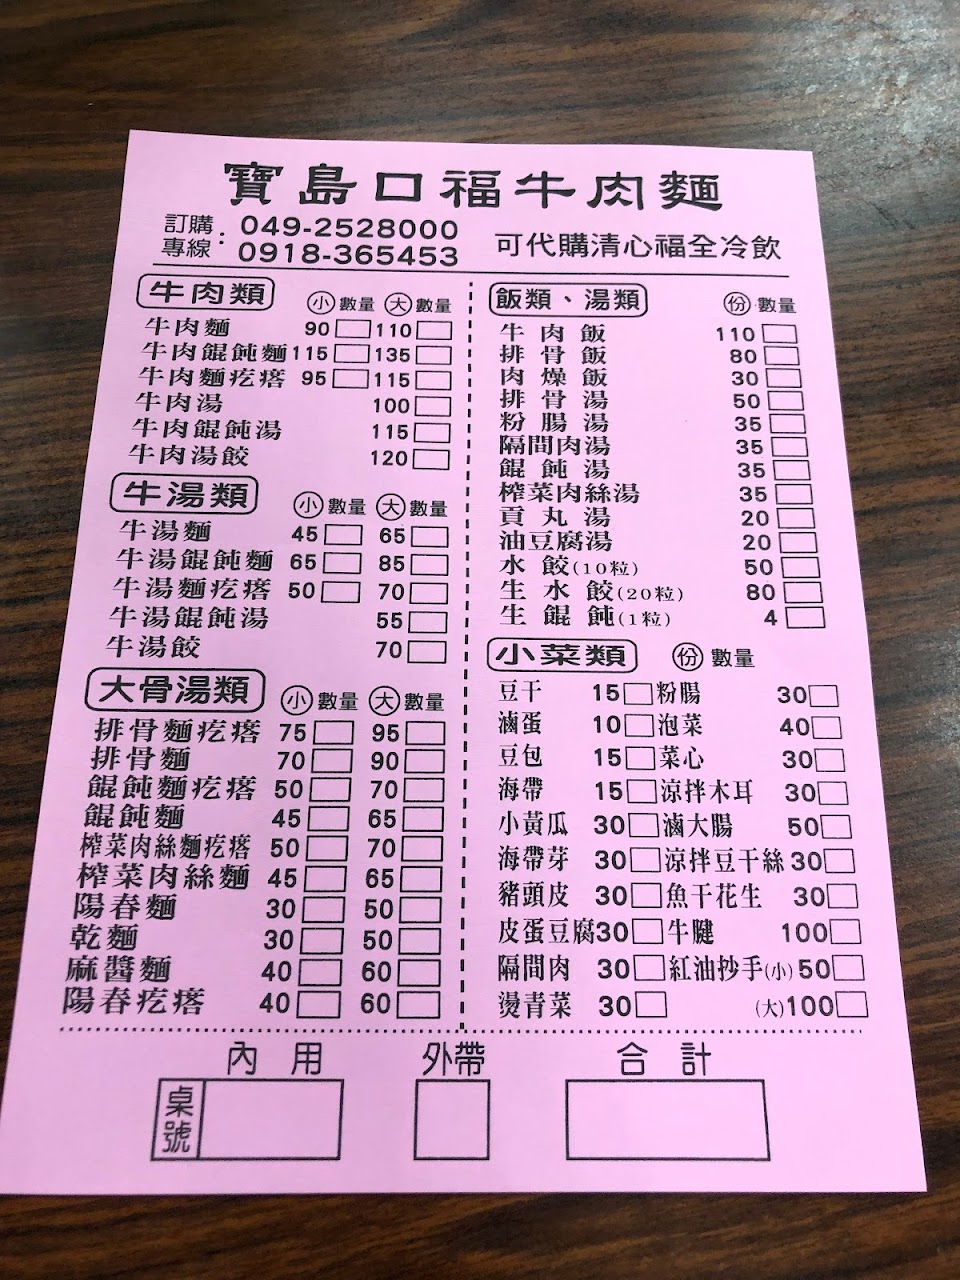 寶島口福牛肉麵
訂購專線：049-2528000
0918-365453
可代購清心福全冷飲
牛肉類 小 數量 大 數量
牛肉麵 90 110
牛肉餛飩麵 115 135
牛肉麵疙瘩 95 115
牛肉湯 100
牛肉餛飩湯 115
牛肉湯餃 120
牛湯類 小 數量 大 數量
牛湯麵 45 65
牛湯餛飩麵 65 85
牛湯麵疙瘩 50 70
牛湯餛飩湯 55
牛湯餃 70
大骨湯類 小 數量 大 數量
排骨麵疙瘩 75 95
排骨麵 70 90
餛飩麵疙瘩 50 70
餛飩麵 45 65
榨菜肉絲麵疙瘩 50 70
榨菜肉絲麵 45 65
陽春麵 30 50
乾麵 30 50
麻醬麵 40 60
陽春疙瘩 40 60
飯類、湯類 份 數量
牛肉飯 110
排骨飯 80
肉燥飯 30
排骨湯 50
粉腸湯 35
隔間肉湯 35
餛飩湯 35
榨菜肉絲湯 35
貢丸湯 20
油豆腐湯 20
水餃(10粒) 50
生水餃(20粒) 80
生餛飩(1粒) 4
小菜類 份 數量
豆干 15 粉腸 30
滷蛋 10 泡菜 40
豆包 15 菜心 30
海帶 15 涼拌木耳 30
小黃瓜 30 滷大腸 50
海帶芽 30 涼拌豆干絲 30
豬頭皮 30 魚干花生 30
皮蛋豆腐 30 牛腱 100
隔間肉 30 紅油抄手(小) 50
燙青菜 30 (大) 100
內用 外帶 合計
桌號